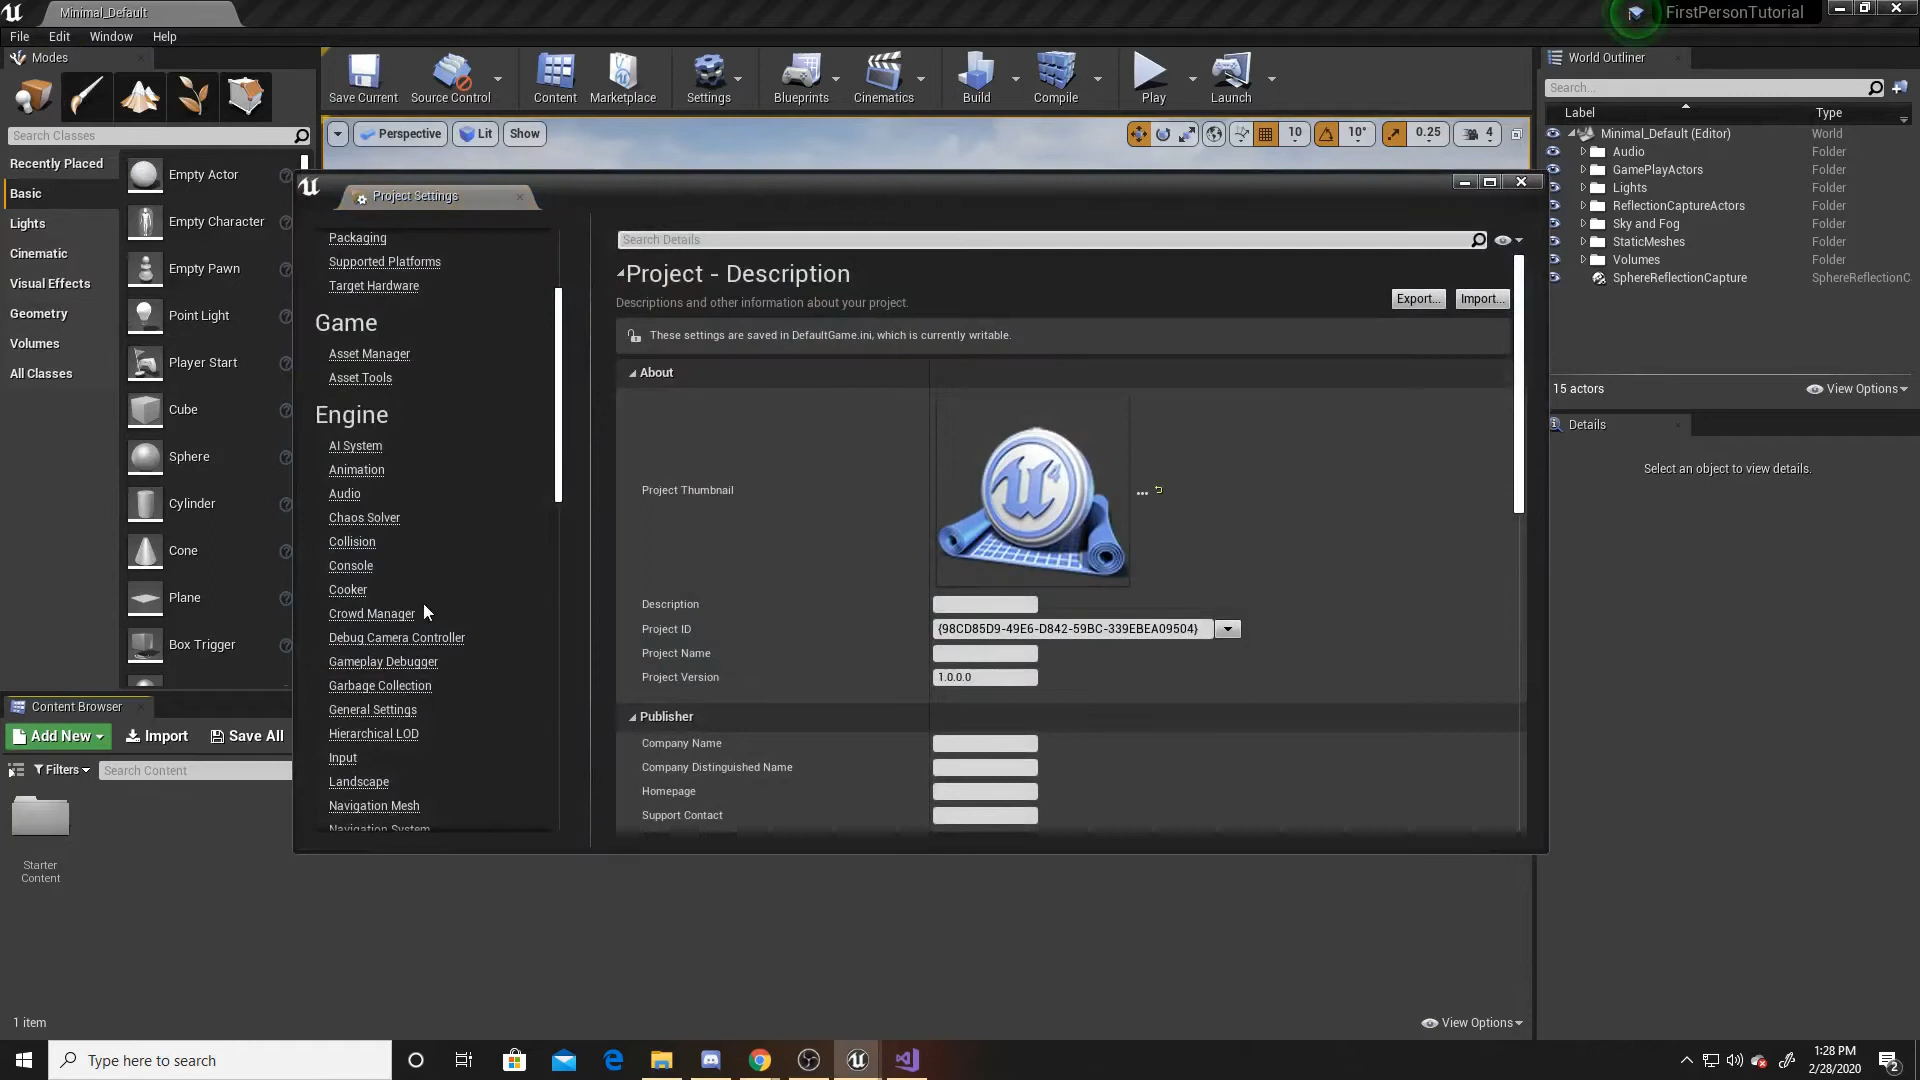 Minimal_Default
FirstPersonTutorial
File Edit Window Help
Modes
Search Classes
Recently Placed
Basic
Lights
Cinematic
Visual Effects
Geometry
Volumes
All Classes
Empty Actor
Empty Character
Empty Pawn
Point Light
Player Start
Cube
Sphere
Cylinder
Cone
Plane
Box Trigger
Save Current
Source Control
Content
Marketplace
Settings
Blueprints
Cinematics
Build
Compile
Play
Launch
Perspective
Lit
Show
10
10°
0.25
4
World Outliner
Search...
Label
Type
Minimal_Default (Editor) World
Audio Folder
GamePlayActors Folder
Lights Folder
ReflectionCaptureActors Folder
Sky and Fog Folder
StaticMeshes Folder
Volumes Folder
SphereReflectionCapture SphereReflectionC
15 actors
View Options
Details
Select an object to view details.
Project Settings
Packaging
Supported Platforms
Target Hardware
Game
Asset Manager
Asset Tools
Engine
AI System
Animation
Audio
Chaos Solver
Collision
Console
Cooker
Crowd Manager
Debug Camera Controller
Gameplay Debugger
Garbage Collection
General Settings
Hierarchical LOD
Input
Landscape
Navigation Mesh
Navigation System
Search Details
Project - Description
Descriptions and other information about your project.
Export...
Import...
These settings are saved in DefaultGame.ini, which is currently writable.
About
Project Thumbnail
Description
Project ID {98CD85D9-49E6-D842-59BC-339EBEA09504}
Project Name
Project Version 1.0.0.0
Publisher
Company Name
Company Distinguished Name
Homepage
Support Contact
Content Browser
Add New
Import
Save All
Filters
Search Content
Starter
Content
1 item
View Options
Type here to search
1:28 PM
2/28/2020
2